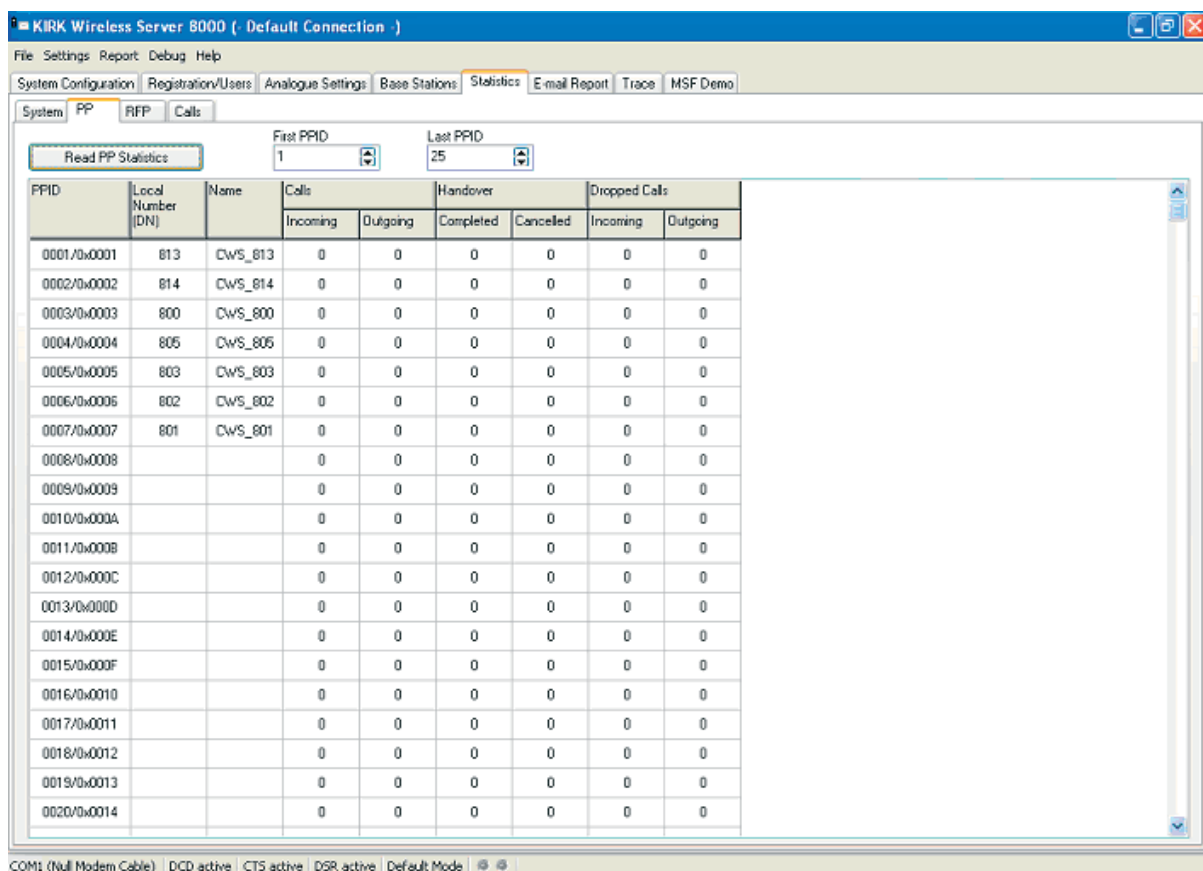 KIRK Wireless Server 8000 (- Default Connection -)
File Settings Report Debug Help
System Configuration Registration/Users Analogue Settings Base Stations Statistics E-mail Report Trace MSF Demo
System PP RFP Calls
First PPID Last PPID
Read PP Statistics 1 25
PPID Local Number (DN) Name Calls Handover Dropped Calls
Incoming Outgoing Completed Cancelled Incoming Outgoing
0001/0x0001 813 CWS_813 0 0 0 0 0 0
0002/0x0002 814 CWS_814 0 0 0 0 0 0
0003/0x0003 800 CWS_800 0 0 0 0 0 0
0004/0x0004 805 CWS_805 0 0 0 0 0 0
0005/0x0005 803 CWS_803 0 0 0 0 0 0
0006/0x0006 802 CWS_802 0 0 0 0 0 0
0007/0x0007 801 CWS_801 0 0 0 0 0 0
0008/0x0008 0 0 0 0 0 0
0009/0x0009 0 0 0 0 0 0
0010/0x000A 0 0 0 0 0 0
0011/0x000B 0 0 0 0 0 0
0012/0x000C 0 0 0 0 0 0
0013/0x000D 0 0 0 0 0 0
0014/0x000E 0 0 0 0 0 0
0015/0x000F 0 0 0 0 0 0
0016/0x0010 0 0 0 0 0 0
0017/0x0011 0 0 0 0 0 0
0018/0x0012 0 0 0 0 0 0
0019/0x0013 0 0 0 0 0 0
0020/0x0014 0 0 0 0 0 0
COM1 (Null Modem Cable) DCD active CTS active DSR active Default Mode